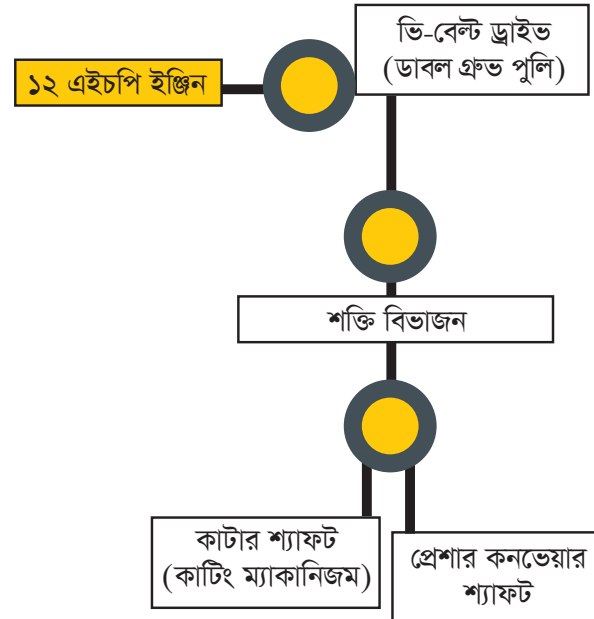 ১২ এইচপি ইঞ্জিন
ভি-বেল্ট ড্রাইভ
(ডাবল গ্রুভ পুলি)
শক্তি বিভাজন
কাটার শ্যাফট
(কাটিং ম্যাকানিজম)
প্রেশার কনভেয়ার
শ্যাফট